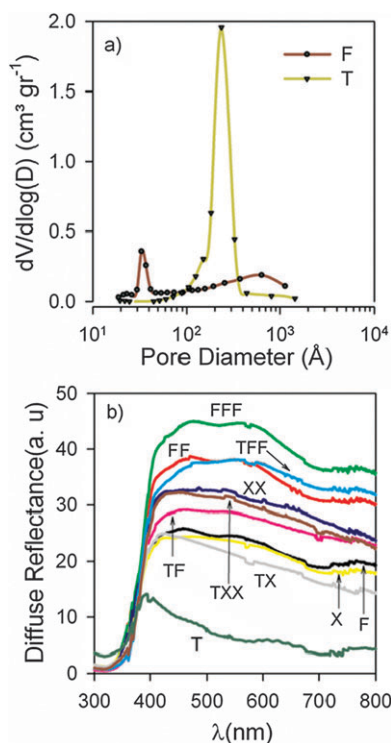 a)
F
T
dV/dlog(D) (cm³ gr⁻¹)
2.0
1.5
1.0
0.5
0.0
10¹ 10² 10³ 10⁴
Pore Diameter (Å)
b)
Diffuse Reflectance(a. u)
50
40
30
20
10
0
FFF
TFF
FF
XX
TF
TXX
TX
X
F
T
300 400 500 600 700 800
λ(nm)